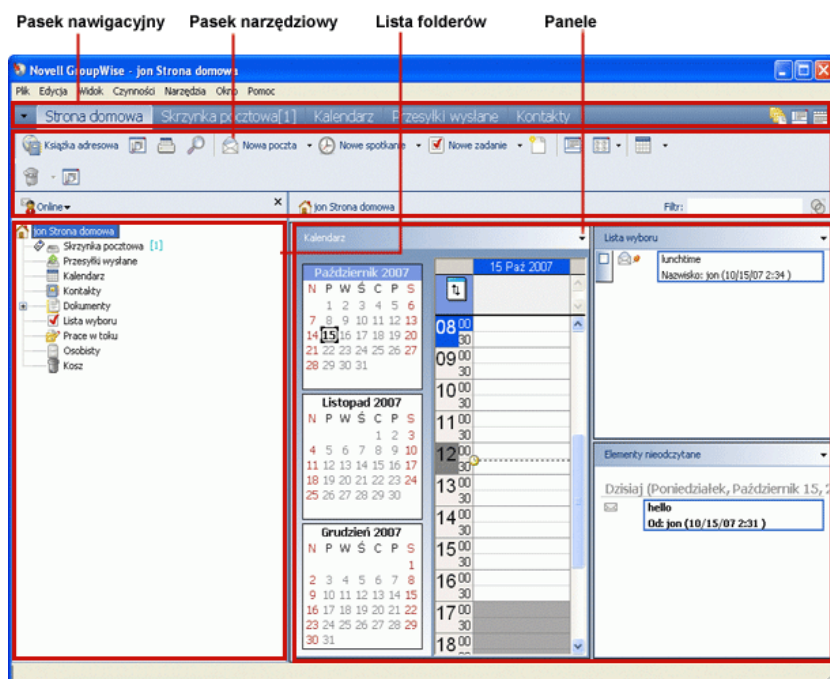 Pasek nawigacyjny Pasek narzędziowy Lista folderów Panele
Novell GroupWise - jon Strona domowa
Plik Edycja Widok Czynności Narzędzia Okno Pomoc
Strona domowa Skrzynka pocztowa[1] Kalendarz Przesyłki wysłane Kontakty
Książka adresowa Nowa poczta Nowe spotkanie Nowe zadanie
Online jon Strona domowa Filtr:
jon Strona domowa
Skrzynka pocztowa [1]
Przesyłki wysłane
Kalendarz
Kontakty
Dokumenty
Lista wyboru
Prace w toku
Osobisty
Kosz
Kalendarz
Październik 2007
N P W Ś C P S
1 2 3 4 5 6
7 8 9 10 11 12 13
14 15 16 17 18 19 20
21 22 23 24 25 26 27
28 29 30 31
Listopad 2007
N P W Ś C P S
1 2 3
4 5 6 7 8 9 10
11 12 13 14 15 16 17
18 19 20 21 22 23 24
25 26 27 28 29 30
Grudzień 2007
N P W Ś C P S
1
2 3 4 5 6 7 8
9 10 11 12 13 14 15
16 17 18 19 20 21 22
23 24 25 26 27 28 29
30 31
15 Paź 2007
08 00
30
09 00
30
10 00
30
11 00
30
12 00
30
13 00
30
14 00
30
15 00
30
16 00
30
17 00
30
18 00
Lista wyboru
lunchtime
Nazwisko: jon (10/15/07 2:34 )
Elementy nieodczytane
Dzisiaj (Poniedziałek, Październik 15, 2
hello
Od: jon (10/15/07 2:31 )